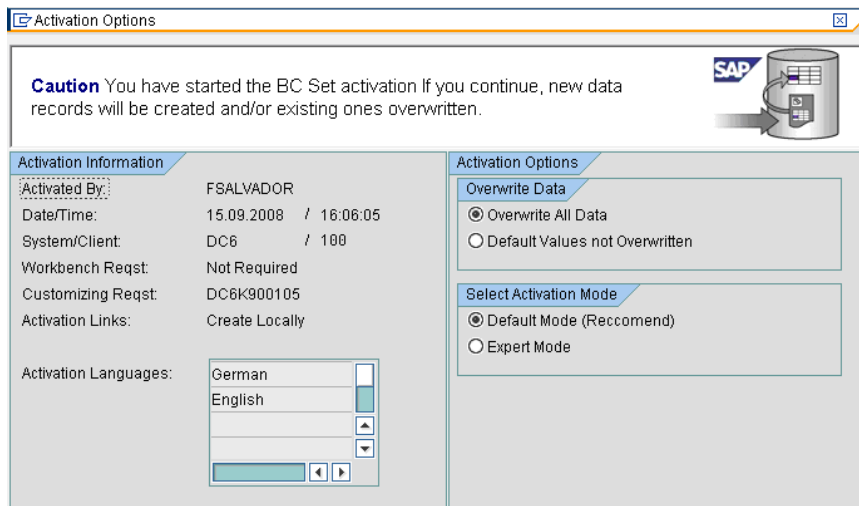 Activation Options
Caution You have started the BC Set activation If you continue, new data
records will be created and/or existing ones overwritten.
SAP
Activation Information
Activated By: FSALVADOR
Date/Time: 15.09.2008 / 16:06:05
System/Client: DC6 / 100
Workbench Reqst: Not Required
Customizing Reqst: DC6K900105
Activation Links: Create Locally
Activation Languages: German
English
Activation Options
Overwrite Data
Overwrite All Data
Default Values not Overwritten
Select Activation Mode
Default Mode (Reccomend)
Expert Mode